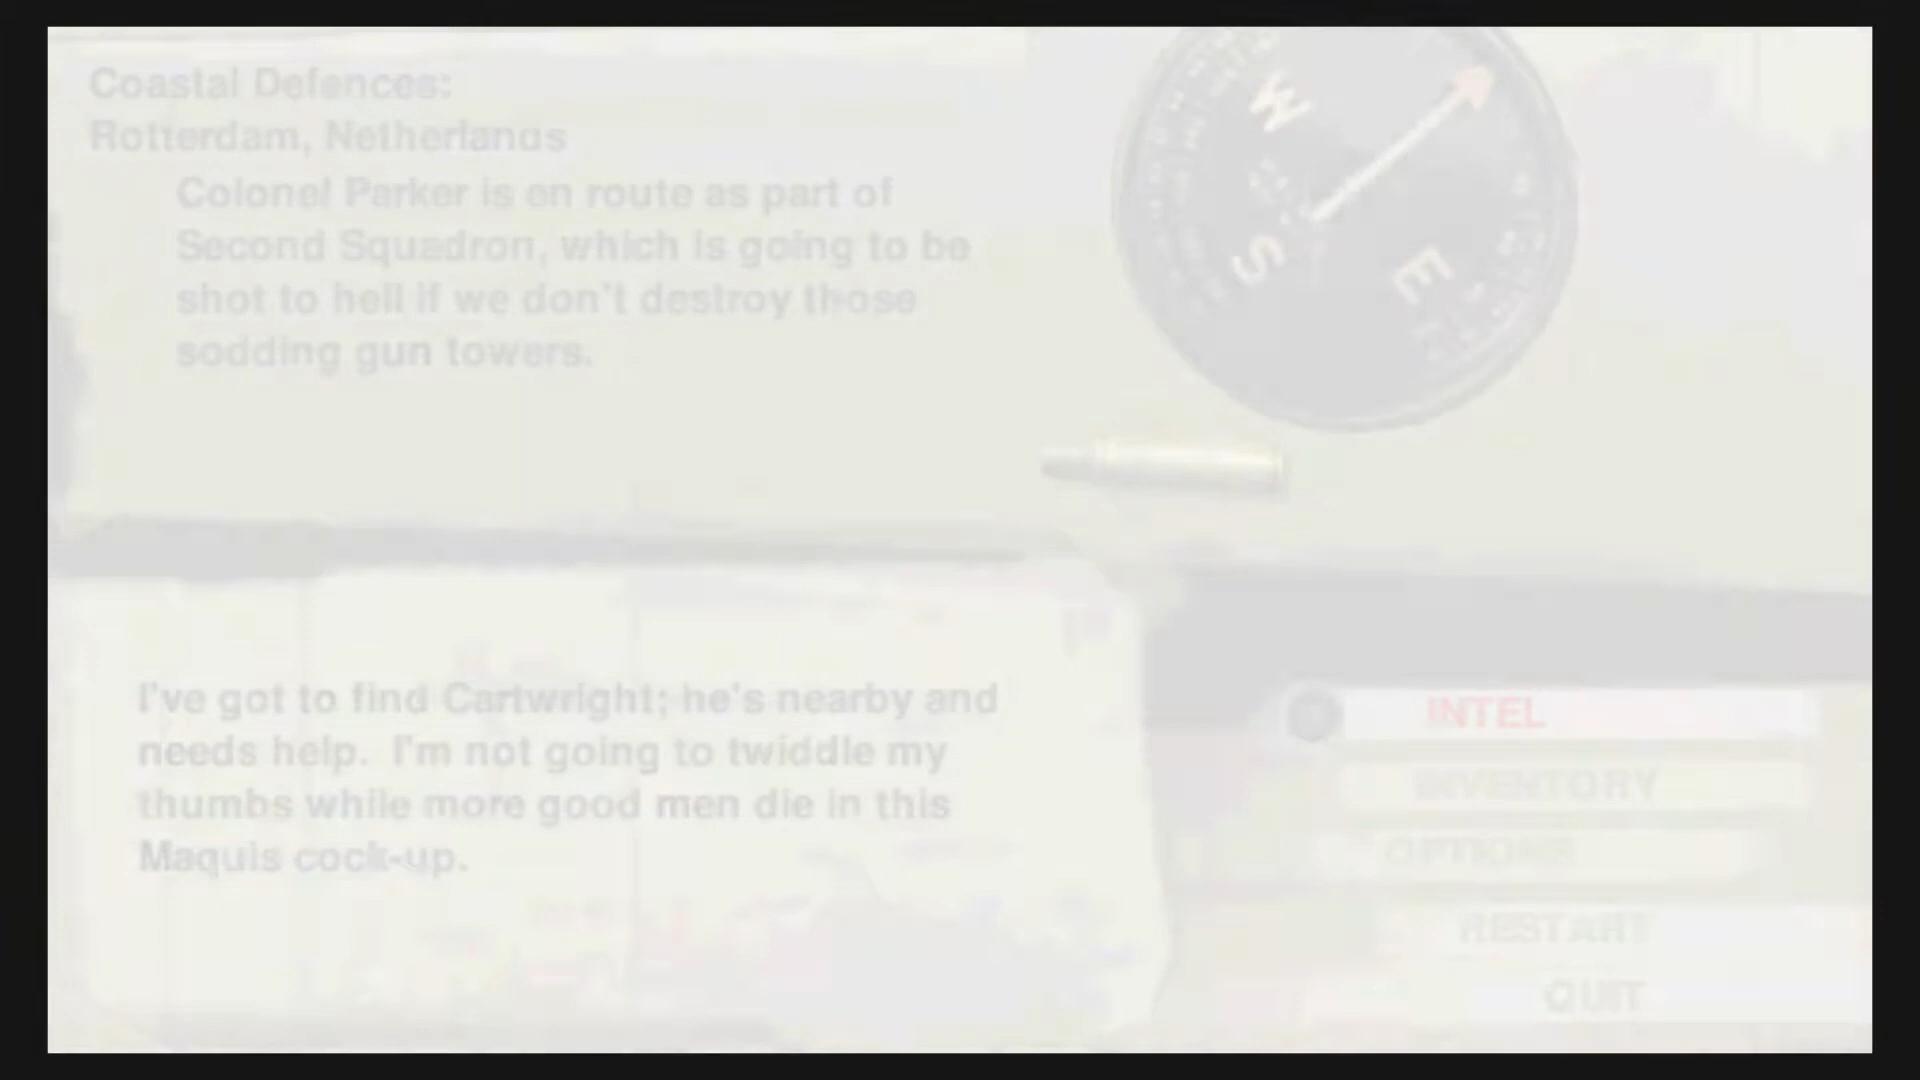 Coastal Defences:
Rotterdam, Netherlands
Colonel Parker is en route as part of
Second Squadron, which is going to be
shot to hell if we don't destroy those
sodding gun towers.
W
S
E
I've got to find Cartwright; he's nearby and
needs help. I'm not going to twiddle my
thumbs while more good men die in this
Maquis cock-up.
INTEL
INVENTORY
OPTIONS
RESTART
QUIT